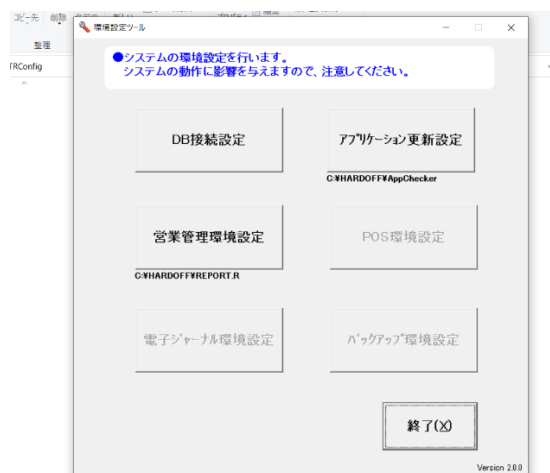 コピー先 削除
整理
TRConfig
環境設定ツール
●システムの環境設定を行います。
システムの動作に影響を与えますので、注意してください。
DB接続設定
アプリケーション更新設定
C:¥HARDOFF¥AppChecker
営業管理環境設定
POS環境設定
C:¥HARDOFF¥REPORT.R
電子ジャーナル環境設定
バックアップ環境設定
終了(X)
Version 2.0.0